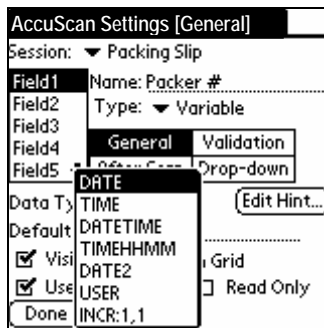 AccuScan Settings [General]
Session: Packing Slip
Field1 Name: Packer #
Field2 Type: Variable
Field3
Field4 General Validation
Field5 After Scan Drop-down
DATE
Data Ty TIME Edit Hint...
Default DATETIME
Visi TIMEHHMM Grid
DATE2
Use USER Read Only
Done INCR:1,1